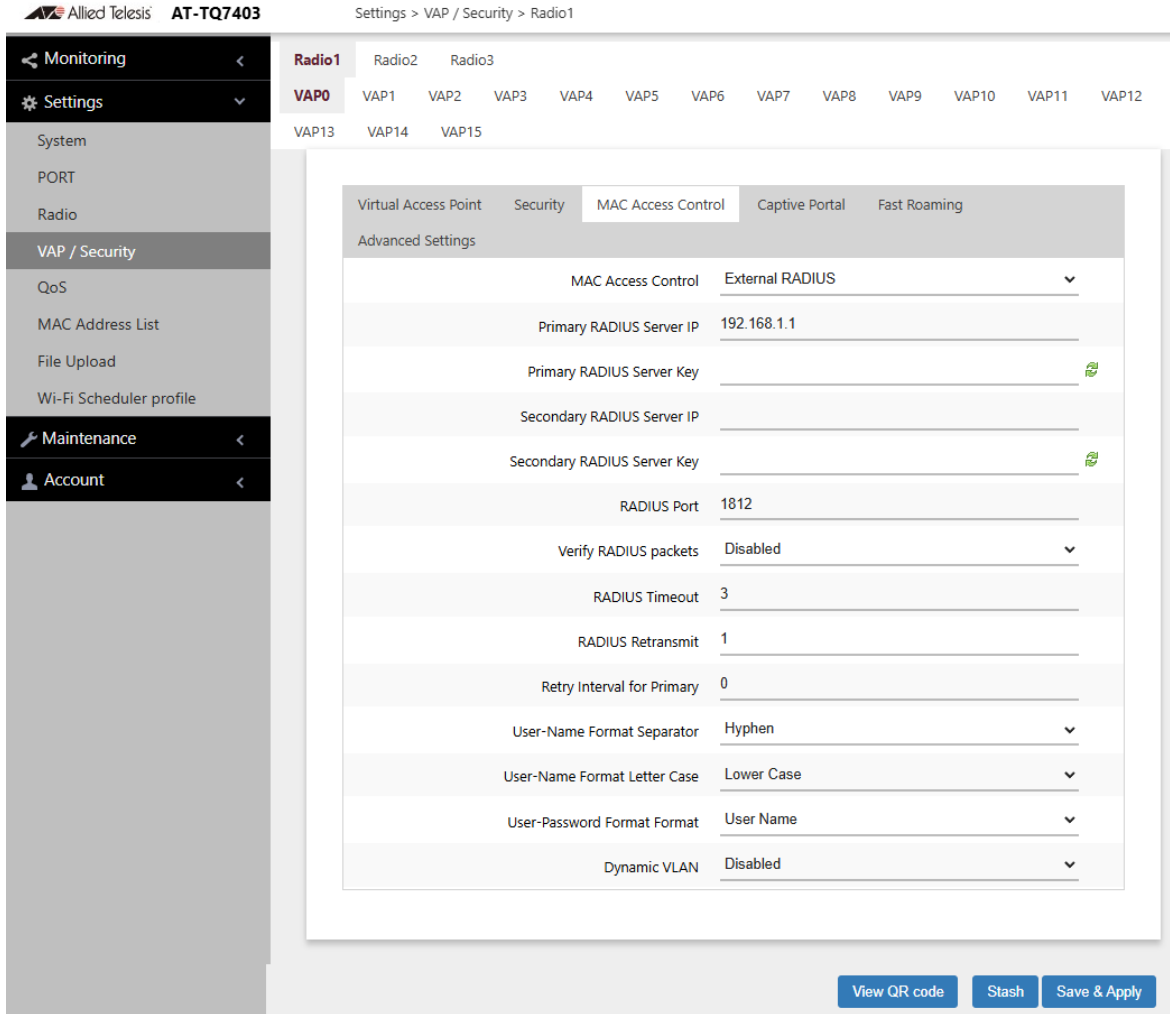 Allied Telesis AT-TQ7403 Settings > VAP / Security > Radio1
Monitoring
Settings
System
PORT
Radio
VAP / Security
QoS
MAC Address List
File Upload
Wi-Fi Scheduler profile
Maintenance
Account
Radio1 Radio2 Radio3
VAP0 VAP1 VAP2 VAP3 VAP4 VAP5 VAP6 VAP7 VAP8 VAP9 VAP10 VAP11 VAP12
VAP13 VAP14 VAP15
Virtual Access Point Security MAC Access Control Captive Portal Fast Roaming
Advanced Settings
MAC Access Control External RADIUS
Primary RADIUS Server IP 192.168.1.1
Primary RADIUS Server Key
Secondary RADIUS Server IP
Secondary RADIUS Server Key
RADIUS Port 1812
Verify RADIUS packets Disabled
RADIUS Timeout 3
RADIUS Retransmit 1
Retry Interval for Primary 0
User-Name Format Separator Hyphen
User-Name Format Letter Case Lower Case
User-Password Format Format User Name
Dynamic VLAN Disabled
View QR code Stash Save & Apply